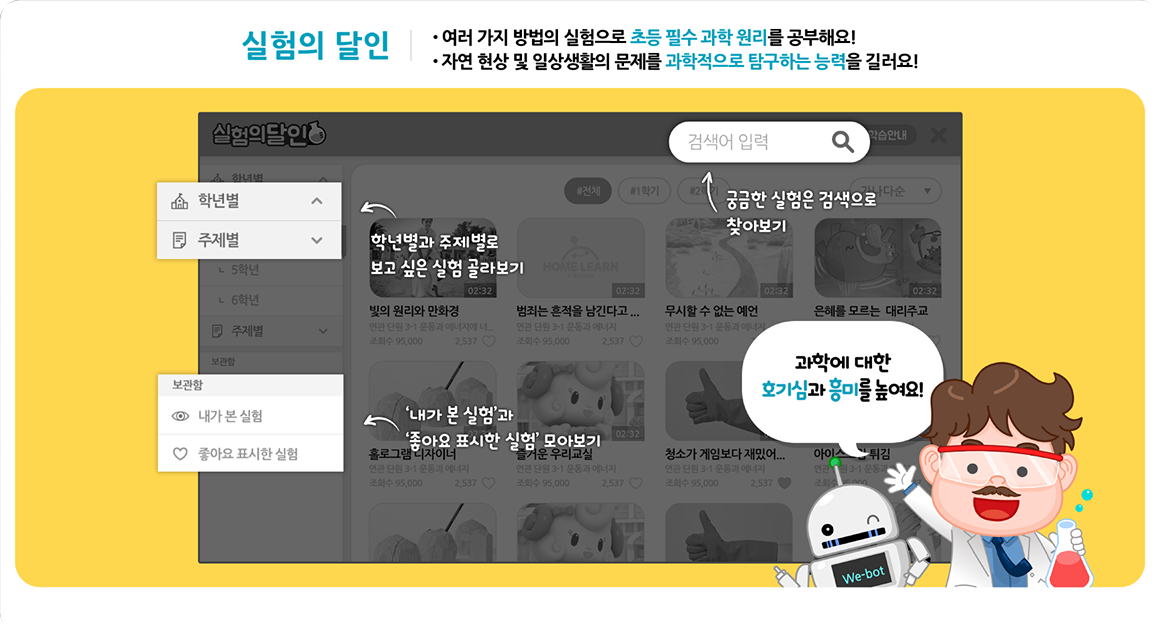 실험의 달인
• 여러 가지 방법의 실험으로 초등 필수 과학 원리를 공부해요!
• 자연 현상 및 일상생활의 문제를 과학적으로 탐구하는 능력을 길러요!
실험의달인
검색어 입력
학습안내
학년별
학년별
주제별
5학년
6학년
주제별
보관함
보관함
내가 본 실험
좋아요 표시한 실험
#전체
#1학기
가나다순
궁금한 실험은 검색으로
찾아보기
학년별과 주제별로
보고 싶은 실험 골라보기
HOME LEARN
02:32
02:32
02:32
02:32
빛의 원리와 만화경
범죄는 흔적을 남긴다고 ...
무시할 수 없는 예언
은혜를 모르는 대리주교
연관 단원 3-1 운동과 에너지에 너...
연관 단원 3-1 운동과 에너지
연관 단원 3-1 운동과 에너지
조회수 95,000 2,537
조회수 95,000 2,537
조회수 95,000
과학에 대한
호기심과 흥미를 높여요!
'내가 본 실험'과
'좋아요 표시한 실험' 모아보기
02:32
홀로그램 디자이너
즐거운 우리교실
청소가 게임보다 재밌어...
연관 단원 3-1 운동과 에너지
연관 단원 3-1 운동과 에너지
연관 단원 3-1 운동과 에너지
조회수 95,000 2,537
조회수 95,000 2,537
조회수 95,000 2,537
We-bot